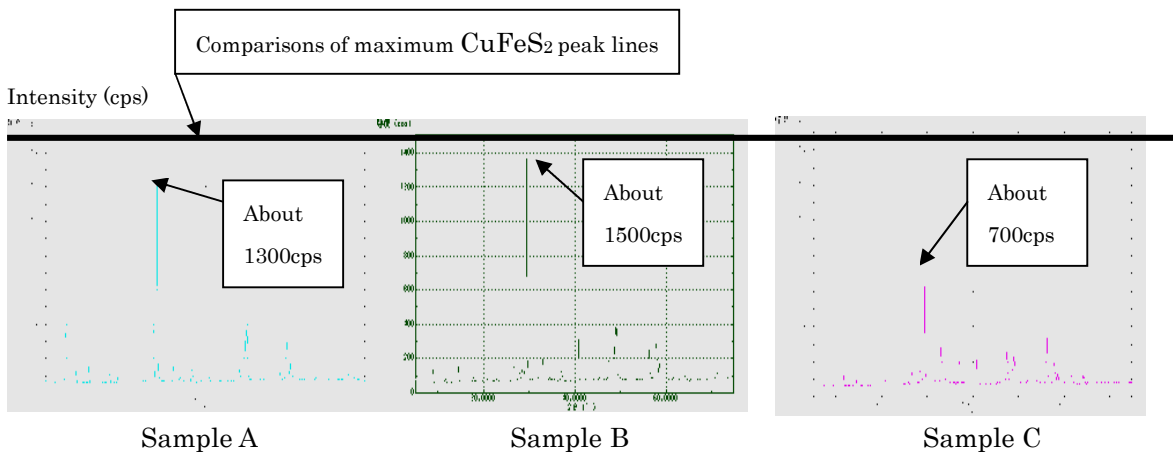 Comparisons of maximum CuFeS₂ peak lines
Intensity (cps)
About
1300cps
About
1500cps
About
700cps
1400
1200
1000
800
600
400
200
0
20.0000
40.0000
60.0000
Sample A
Sample B
Sample C